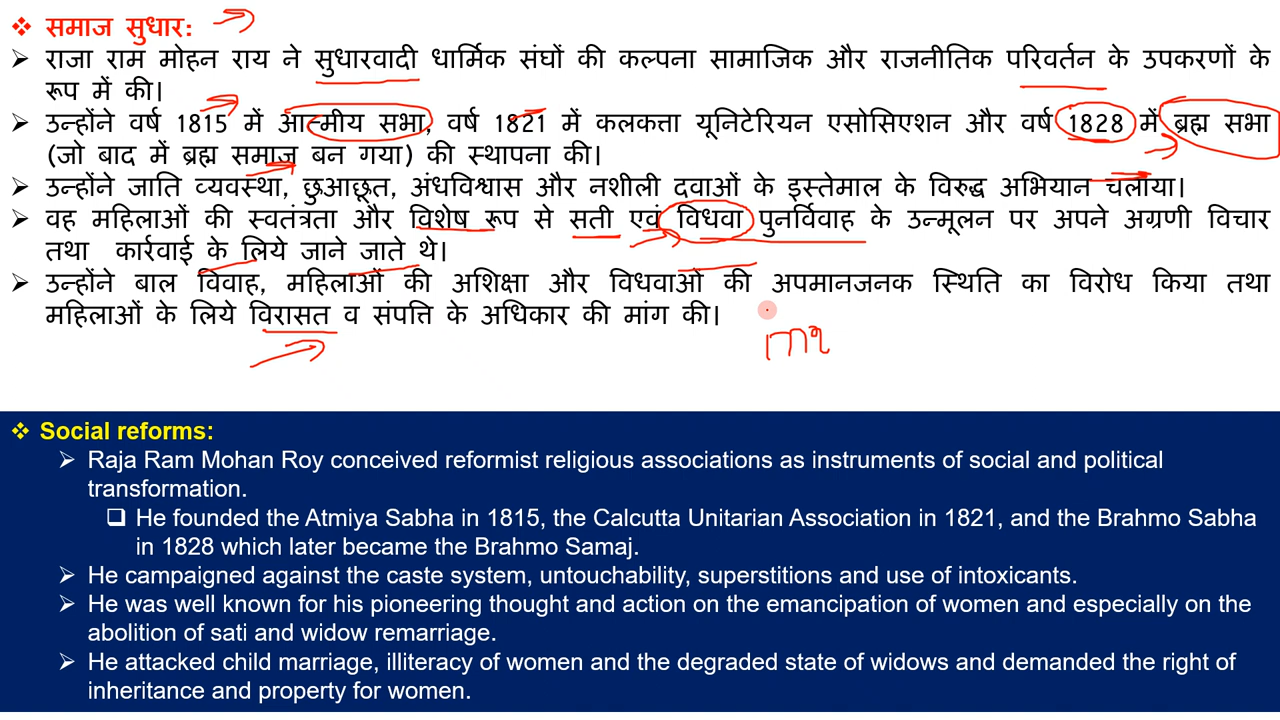 ❖ समाज सुधार:
➢ राजा राम मोहन राय ने सुधारवादी धार्मिक संघों की कल्पना सामाजिक और राजनीतिक परिवर्तन के उपकरणों के
रूप में की।
➢ उन्होंने वर्ष 1815 में आत्मीय सभा, वर्ष 1821 में कलकत्ता यूनिटेरियन एसोसिएशन और वर्ष 1828 में ब्रह्म सभा
(जो बाद में ब्रह्म समाज बन गया) की स्थापना की।
➢ उन्होंने जाति व्यवस्था, छुआछूत, अंधविश्वास और नशीली दवाओं के इस्तेमाल के विरुद्ध अभियान चलाया।
➢ वह महिलाओं की स्वतंत्रता और विशेष रूप से सती एवं विधवा पुनर्विवाह के उन्मूलन पर अपने अग्रणी विचार
तथा कार्रवाई के लिये जाने जाते थे।
➢ उन्होंने बाल विवाह, महिलाओं की अशिक्षा और विधवाओं की अपमानजनक स्थिति का विरोध किया तथा
महिलाओं के लिये विरासत व संपत्ति के अधिकार की मांग की।
❖ Social reforms:
➢ Raja Ram Mohan Roy conceived reformist religious associations as instruments of social and political
transformation.
❑ He founded the Atmiya Sabha in 1815, the Calcutta Unitarian Association in 1821, and the Brahmo Sabha
in 1828 which later became the Brahmo Samaj.
➢ He campaigned against the caste system, untouchability, superstitions and use of intoxicants.
➢ He was well known for his pioneering thought and action on the emancipation of women and especially on the
abolition of sati and widow remarriage.
➢ He attacked child marriage, illiteracy of women and the degraded state of widows and demanded the right of
inheritance and property for women.